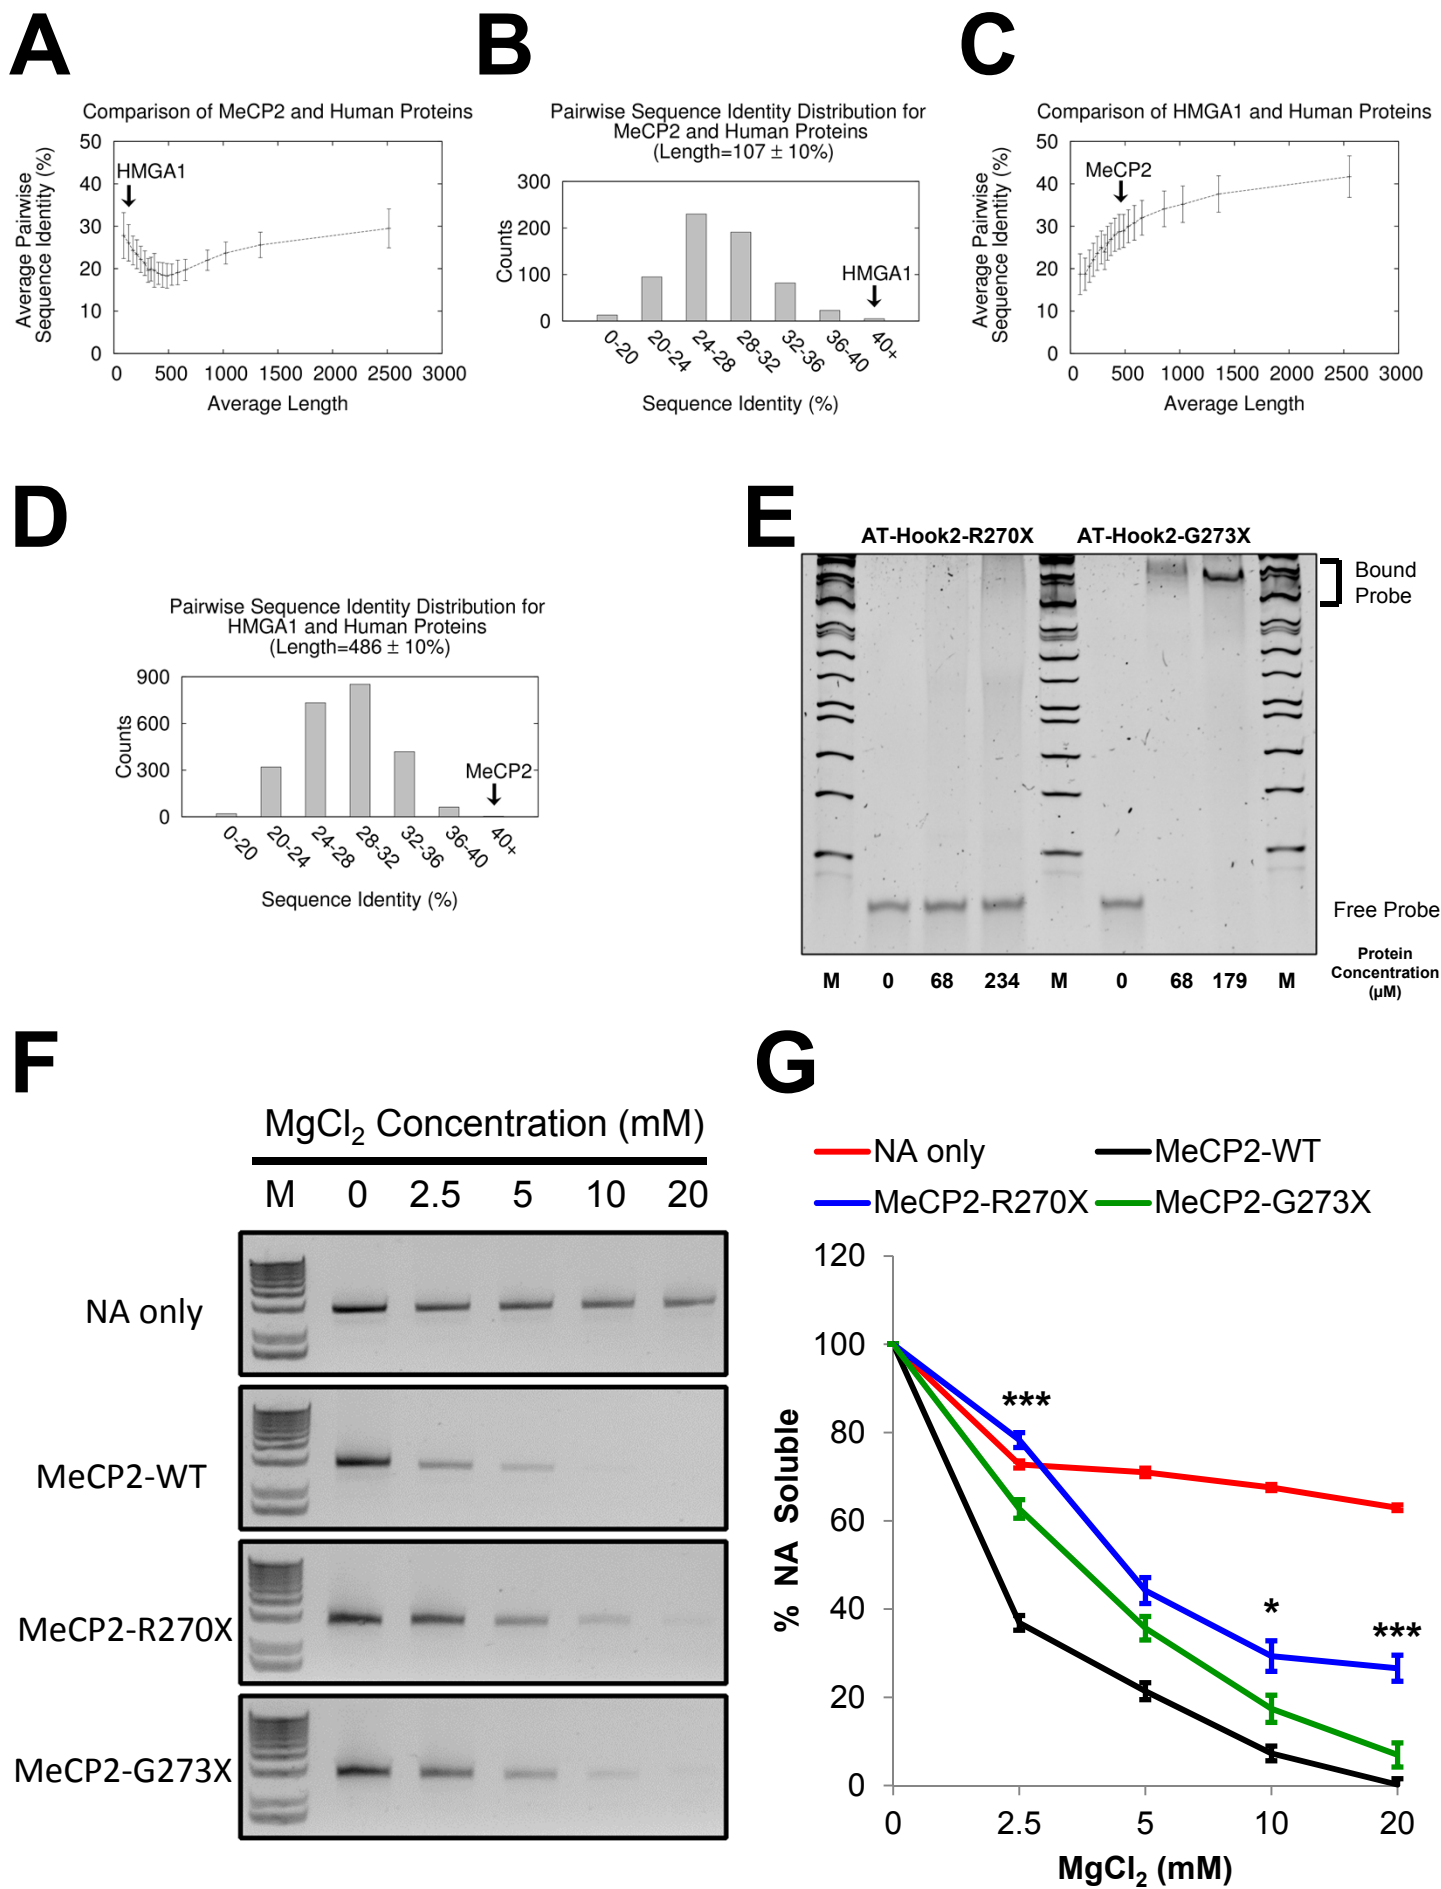 A
Comparison of MeCP2 and Human Proteins
Average Pairwise
Sequence Identity (%)
50
40
30
20
10
0
HMGA1
0 500 1000 1500 2000 2500 3000
Average Length
B
Pairwise Sequence Identity Distribution for
MeCP2 and Human Proteins
(Length=107 ± 10%)
Counts
300
200
100
0
HMGA1
0-20 20-24 24-28 28-32 32-36 36-40 40+
Sequence Identity (%)
C
Comparison of HMGA1 and Human Proteins
Average Pairwise
Sequence Identity (%)
50
40
30
20
10
0
MeCP2
0 500 1000 1500 2000 2500 3000
Average Length
D
Pairwise Sequence Identity Distribution for
HMGA1 and Human Proteins
(Length=486 ± 10%)
Counts
900
600
300
0
MeCP2
0-20 20-24 24-28 28-32 32-36 36-40 40+
Sequence Identity (%)
E
AT-Hook2-R270X AT-Hook2-G273X
Bound
Probe
Free Probe
M 0 68 234 M 0 68 179 M
Protein
Concentration
(µM)
F
MgCl₂ Concentration (mM)
M 0 2.5 5 10 20
NA only
MeCP2-WT
MeCP2-R270X
MeCP2-G273X
G
NA only MeCP2-WT
MeCP2-R270X MeCP2-G273X
% NA Soluble
120
100
80
60
40
20
0
***
*
***
0 2.5 5 10 20
MgCl₂ (mM)